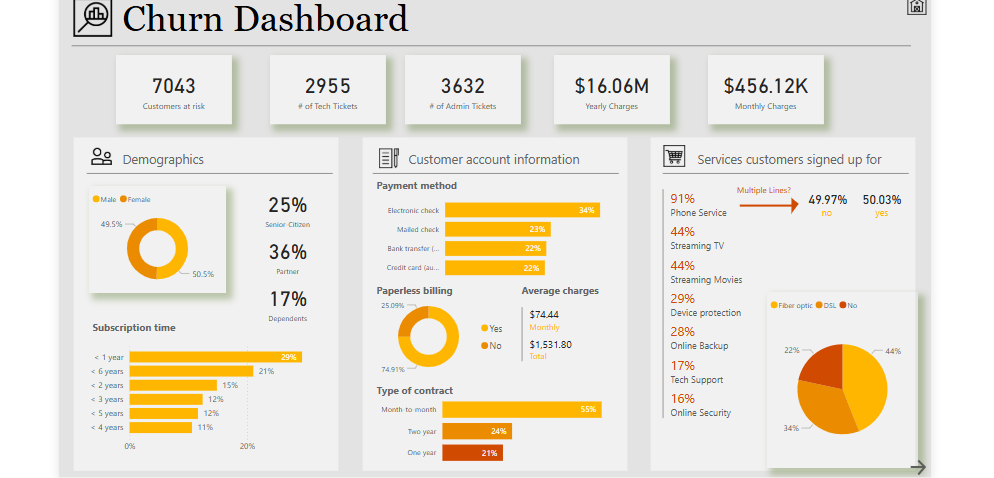 Churn Dashboard
7043
Customers at risk
2955
# of Tech Tickets
3632
# of Admin Tickets
$16.06M
Yearly Charges
$456.12K
Monthly Charges
Demographics
Male Female
49.5%
50.5%
25%
Senior Citizen
36%
Partner
17%
Dependents
Subscription time
< 1 year 29%
< 6 years 21%
< 2 years 15%
< 3 years 12%
< 5 years 12%
< 4 years 11%
0% 20%
Customer account information
Payment method
Electronic check 34%
Mailed check 23%
Bank transfer (... 22%
Credit card (au... 22%
Paperless billing
25.09%
74.91%
Yes
No
Average charges
$74.44
Monthly
$1,531.80
Total
Type of contract
Month-to-month 55%
Two year 24%
One year 21%
Services customers signed up for
91%
Phone Service
Multiple Lines?
49.97% 50.03%
no yes
44%
Streaming TV
44%
Streaming Movies
29%
Device protection
28%
Online Backup
17%
Tech Support
16%
Online Security
Fiber optic DSL No
22%
44%
34%